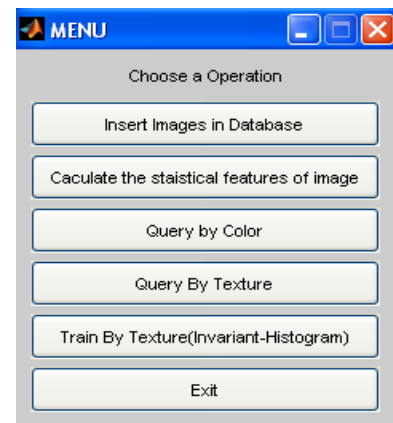 MENU
Choose a Operation
Insert Images in Database
Caculate the staistical features of image
Query by Color
Query By Texture
Train By Texture(Invariant-Histogram)
Exit